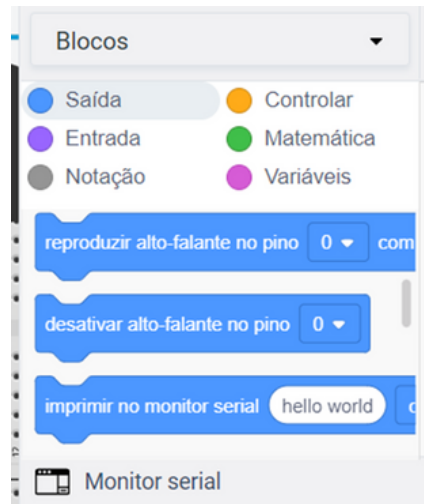 Blocos
Saída Controlar
Entrada Matemática
Notação Variáveis
reproduzir alto-falante no pino 0 com
desativar alto-falante no pino 0
imprimir no monitor serial hello world
Monitor serial